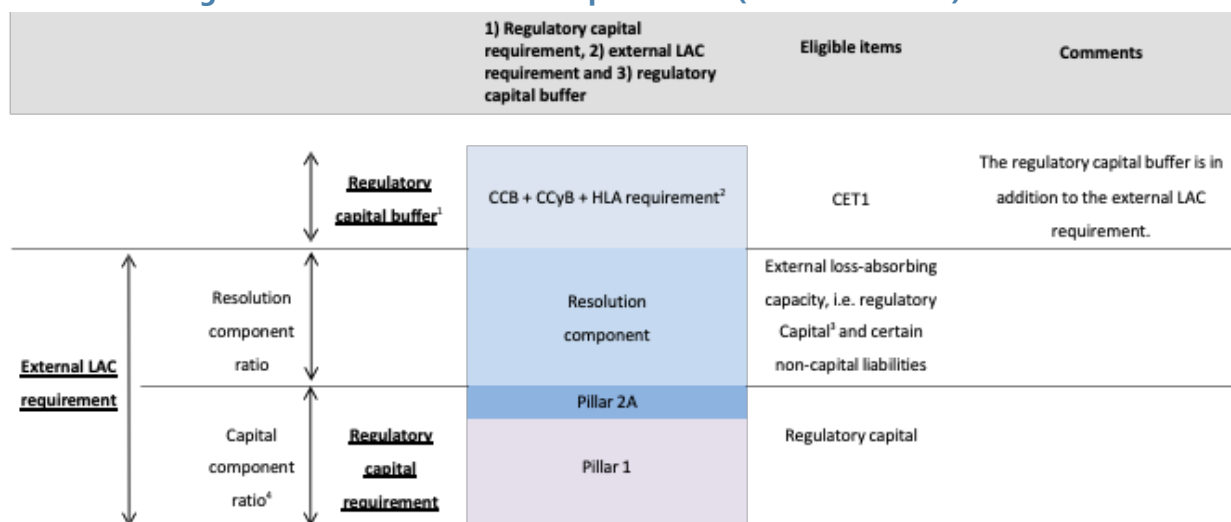 1) Regulatory capital
requirement, 2) external LAC
requirement and 3) regulatory
capital buffer
Eligible items
Comments
Regulatory
capital buffer¹
CCB + CCyB + HLA requirement²
CET1
The regulatory capital buffer is in
addition to the external LAC
requirement.
External LAC
requirement
Resolution
component
ratio
Resolution
component
External loss-absorbing
capacity, i.e. regulatory
Capital³ and certain
non-capital liabilities
Capital
component
ratio⁴
Regulatory
capital
requirement
Pillar 2A
Pillar 1
Regulatory capital